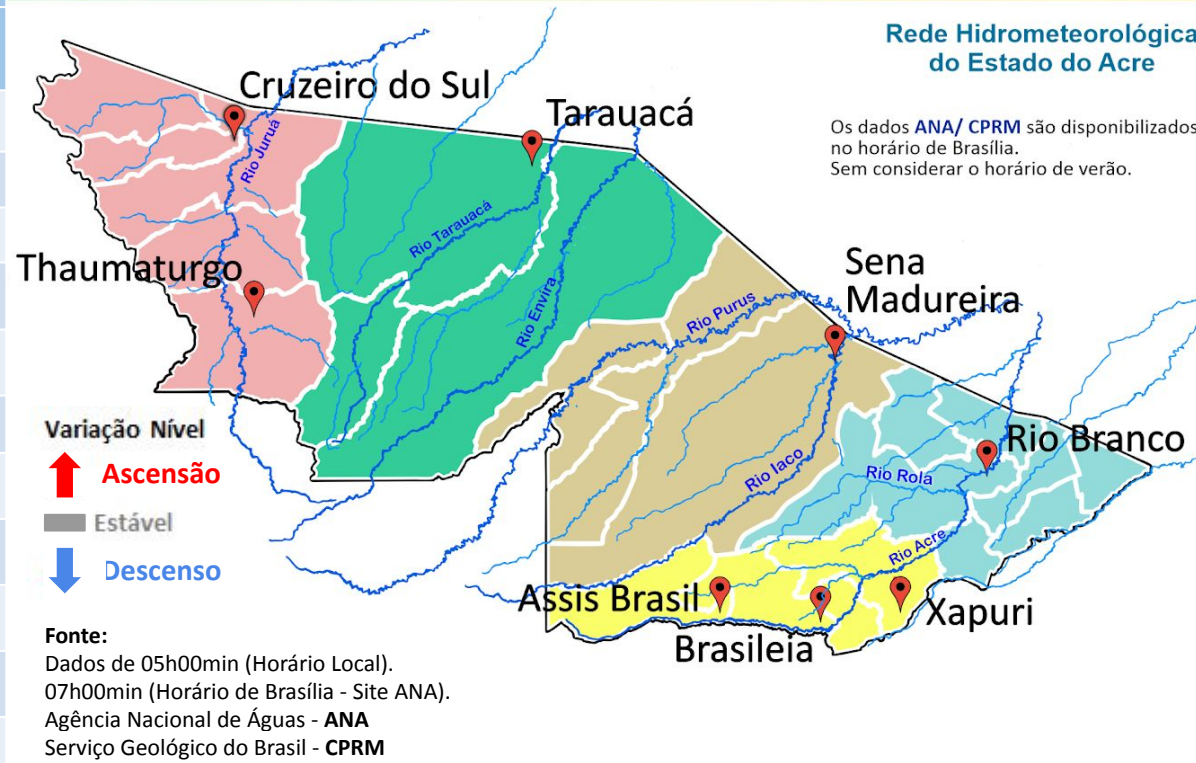 Rede Hidrometeorológica
do Estado do Acre
Os dados ANA/ CPRM são disponibilizados
no horário de Brasília.
Sem considerar o horário de verão.
Cruzeiro do Sul
Tarauacá
Rio Juruá
Rio Tarauacá
Thaumaturgo
Rio Envira
Sena
Madureira
Rio Purus
Rio Branco
Rio Iaco
Rio Rola
Rio Acre
Assis Brasil
Brasileia
Xapuri
Variação Nível
Ascensão
Estável
Descenso
Fonte:
Dados de 05h00min (Horário Local).
07h00min (Horário de Brasília - Site ANA).
Agência Nacional de Águas - ANA
Serviço Geológico do Brasil - CPRM